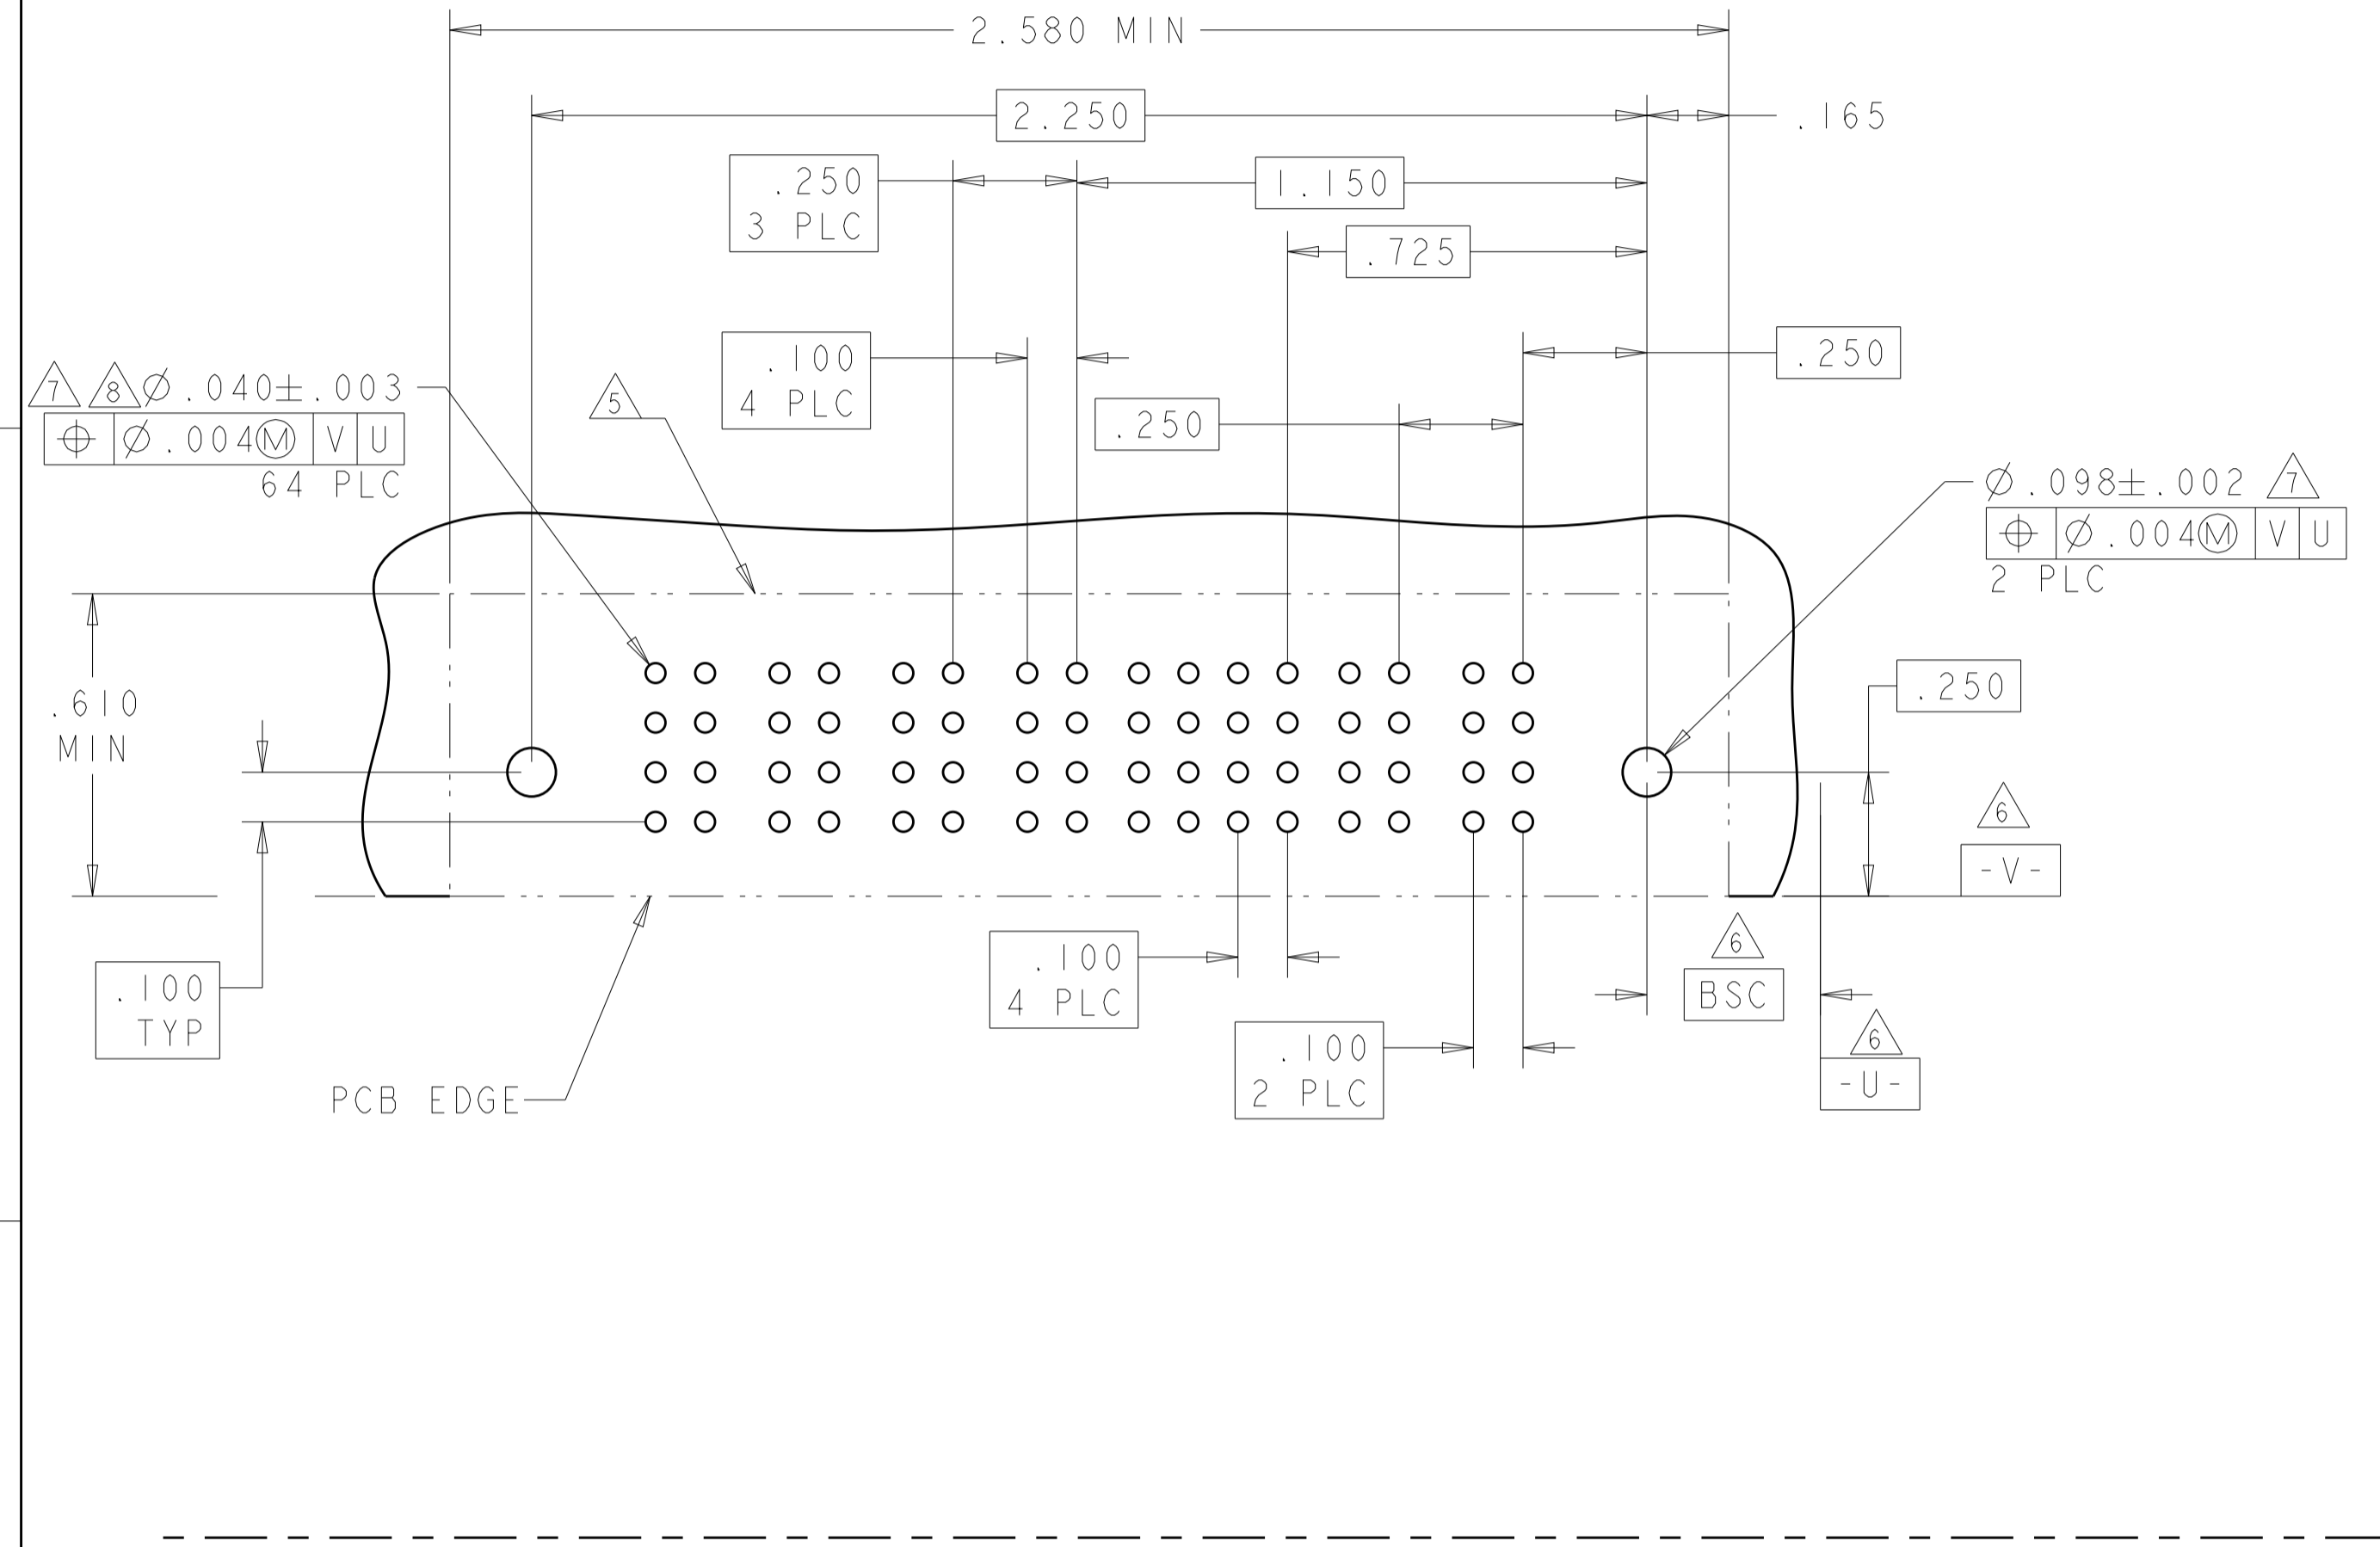 2.580 MIN
2.250
.165
.250
3 PLC
1.150
.725
.250
.100
4 PLC
.250
7 8 ⌀.040±.003
⌖ ⌀.004Ⓜ V U
64 PLC
5
⌀.098±.002 7
⌖ ⌀.004Ⓜ V U
2 PLC
.610
MIN
.250
6
-V-
.100
TYP
.100
4 PLC
6
BSC
6
-U-
.100
2 PLC
PCB EDGE